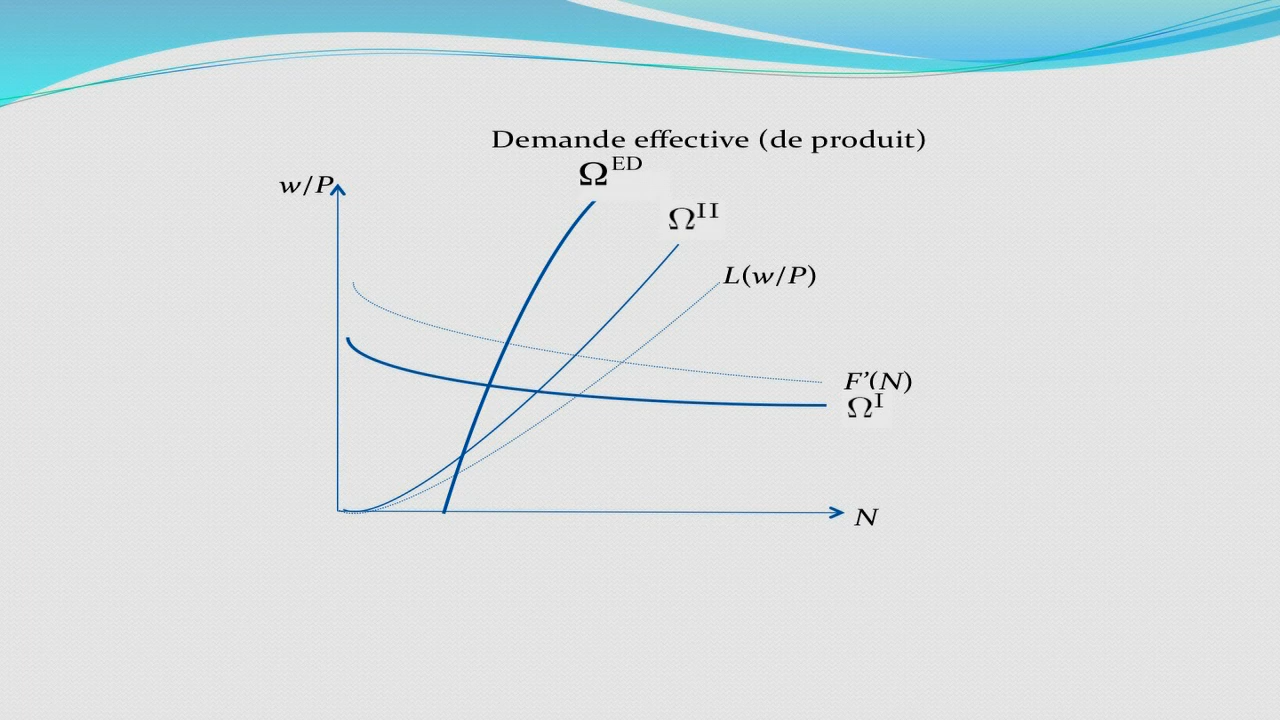 Demande effective (de produit)
Ω^ED
w/P
Ω^II
L(w/P)
F’(N)
Ω^I
N